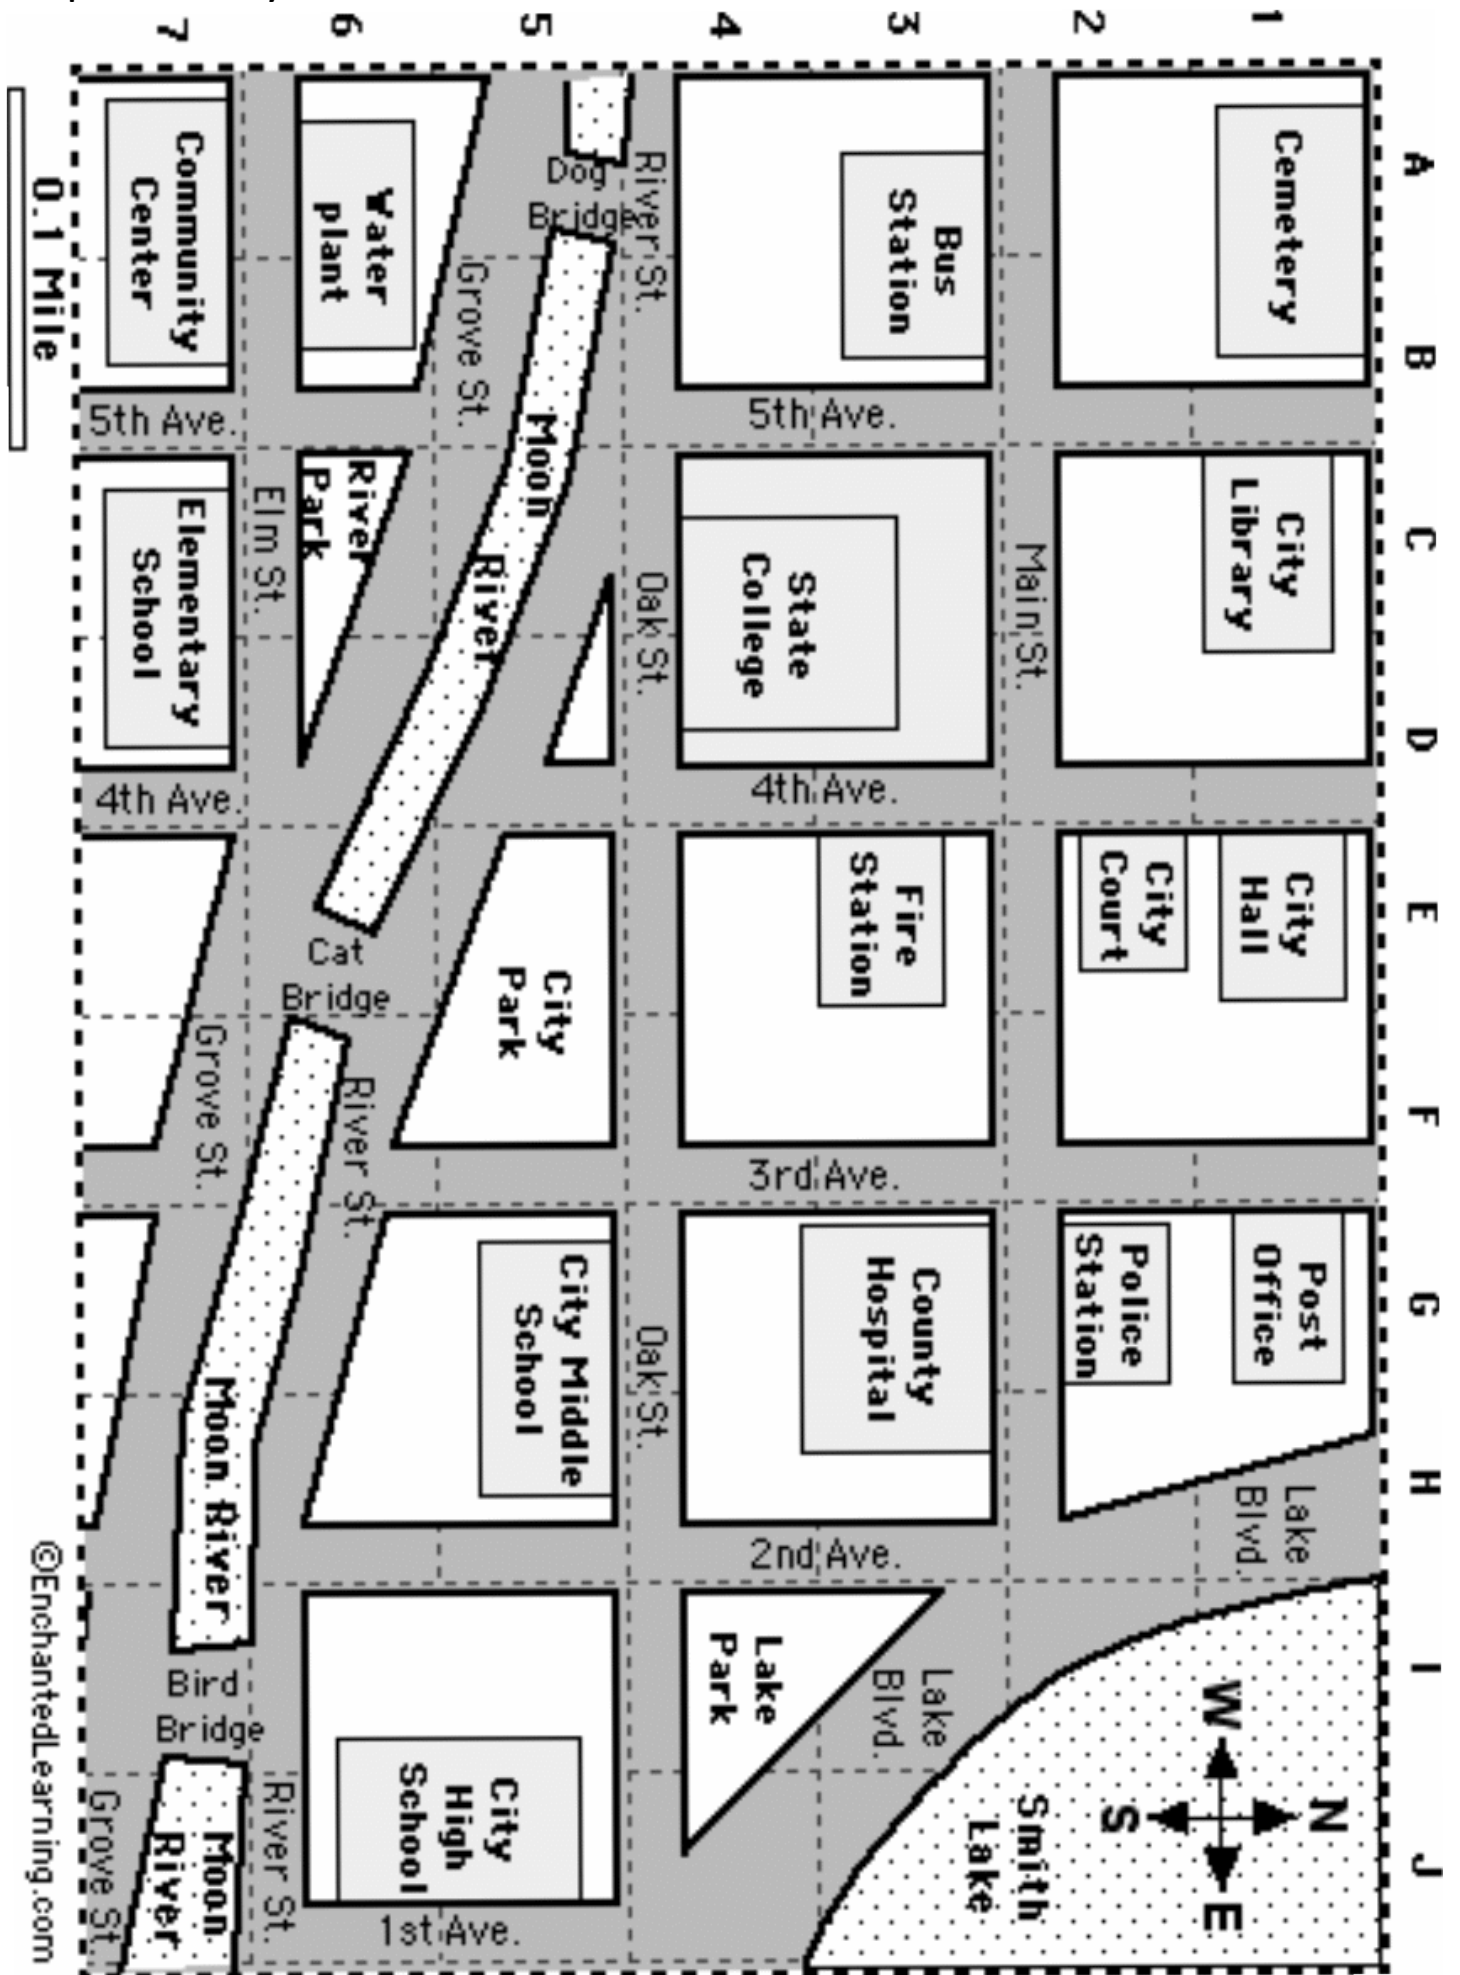 A
B
C
D
E
F
G
H
I
J
1
2
3
4
5
6
7
Cemetery
City
Library
City
Hall
City
Court
Post
Office
Police
Station
Lake
Blvd.
N
W
E
S
Smith
Lake
Main St.
Bus
Station
State
College
Fire
Station
County
Hospital
Lake
Blvd.
Lake
Park
5th Ave.
4th Ave.
3rd Ave.
2nd Ave.
River St.
Oak St.
Oak St.
Dog
Bridge
Moon
River
City
Park
City Middle
School
City
High
School
1st Ave.
Grove St.
Water
plant
River
Park
Cat
Bridge
River St.
River St.
Elm St.
Grove St.
Moon River
Bird
Bridge
Moon
River
Grove St.
Community
Center
Elementary
School
5th Ave.
4th Ave.
0.1 Mile
©EnchantedLearning.com